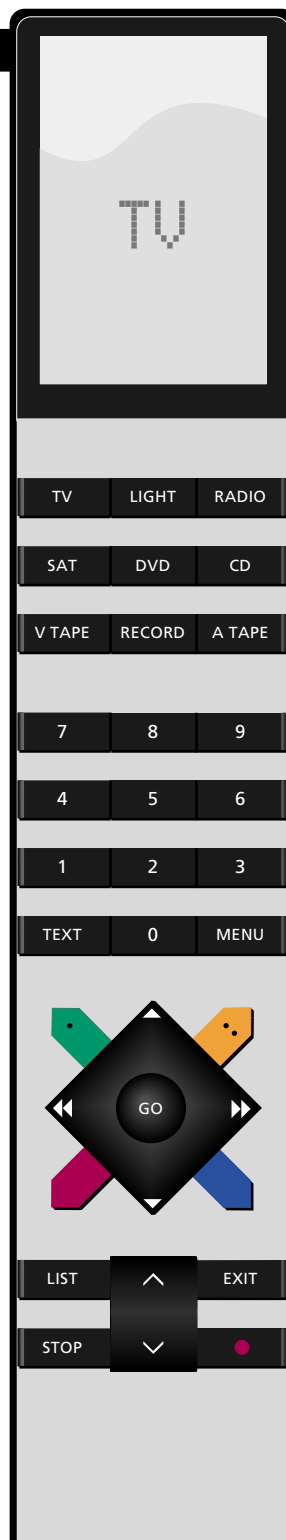 TV
TV LIGHT RADIO
SAT DVD CD
V TAPE RECORD A TAPE
7 8 9
4 5 6
1 2 3
TEXT 0 MENU
GO
LIST EXIT
STOP